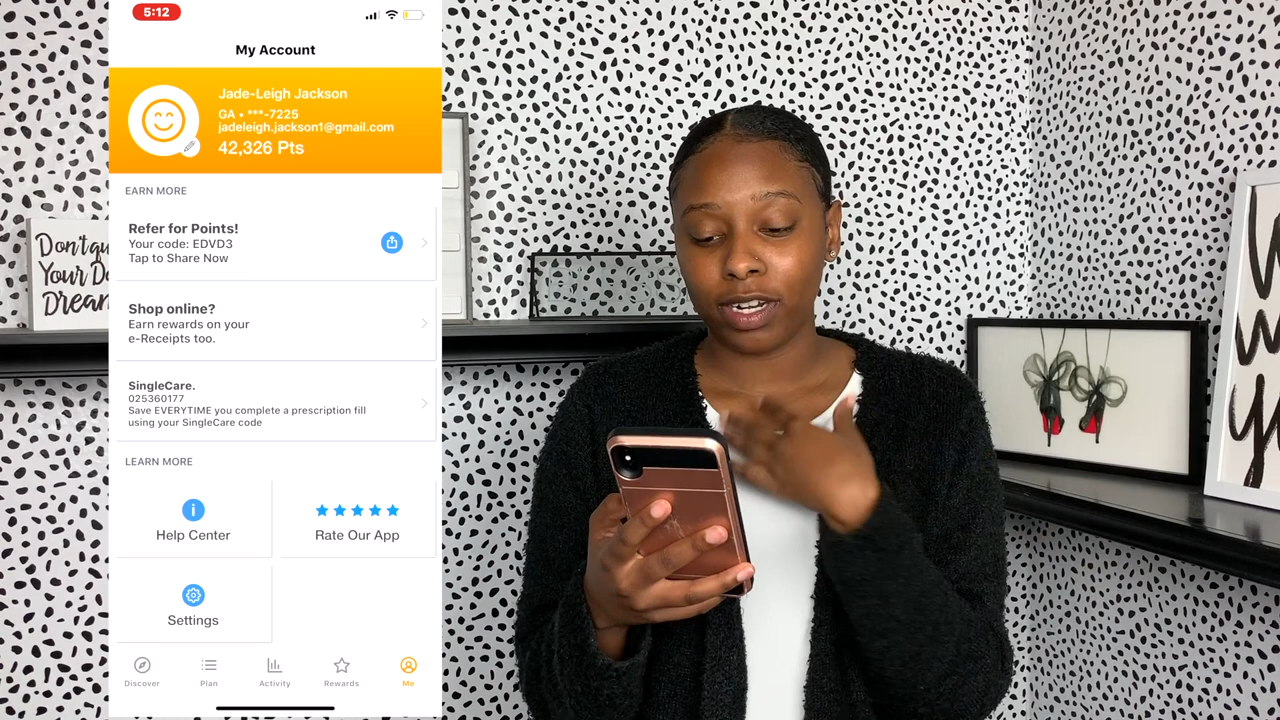 5:12
My Account
Jade-Leigh Jackson
GA • ***-7225
jadeleigh.jackson1@gmail.com
42,326 Pts
EARN MORE
Refer for Points!
Your code: EDVD3
Tap to Share Now
Shop online?
Earn rewards on your
e-Receipts too.
SingleCare.
025360177
Save EVERYTIME you complete a prescription fill
using your SingleCare code
LEARN MORE
Help Center
Rate Our App
Settings
Discover
Plan
Activity
Rewards
Me
Your